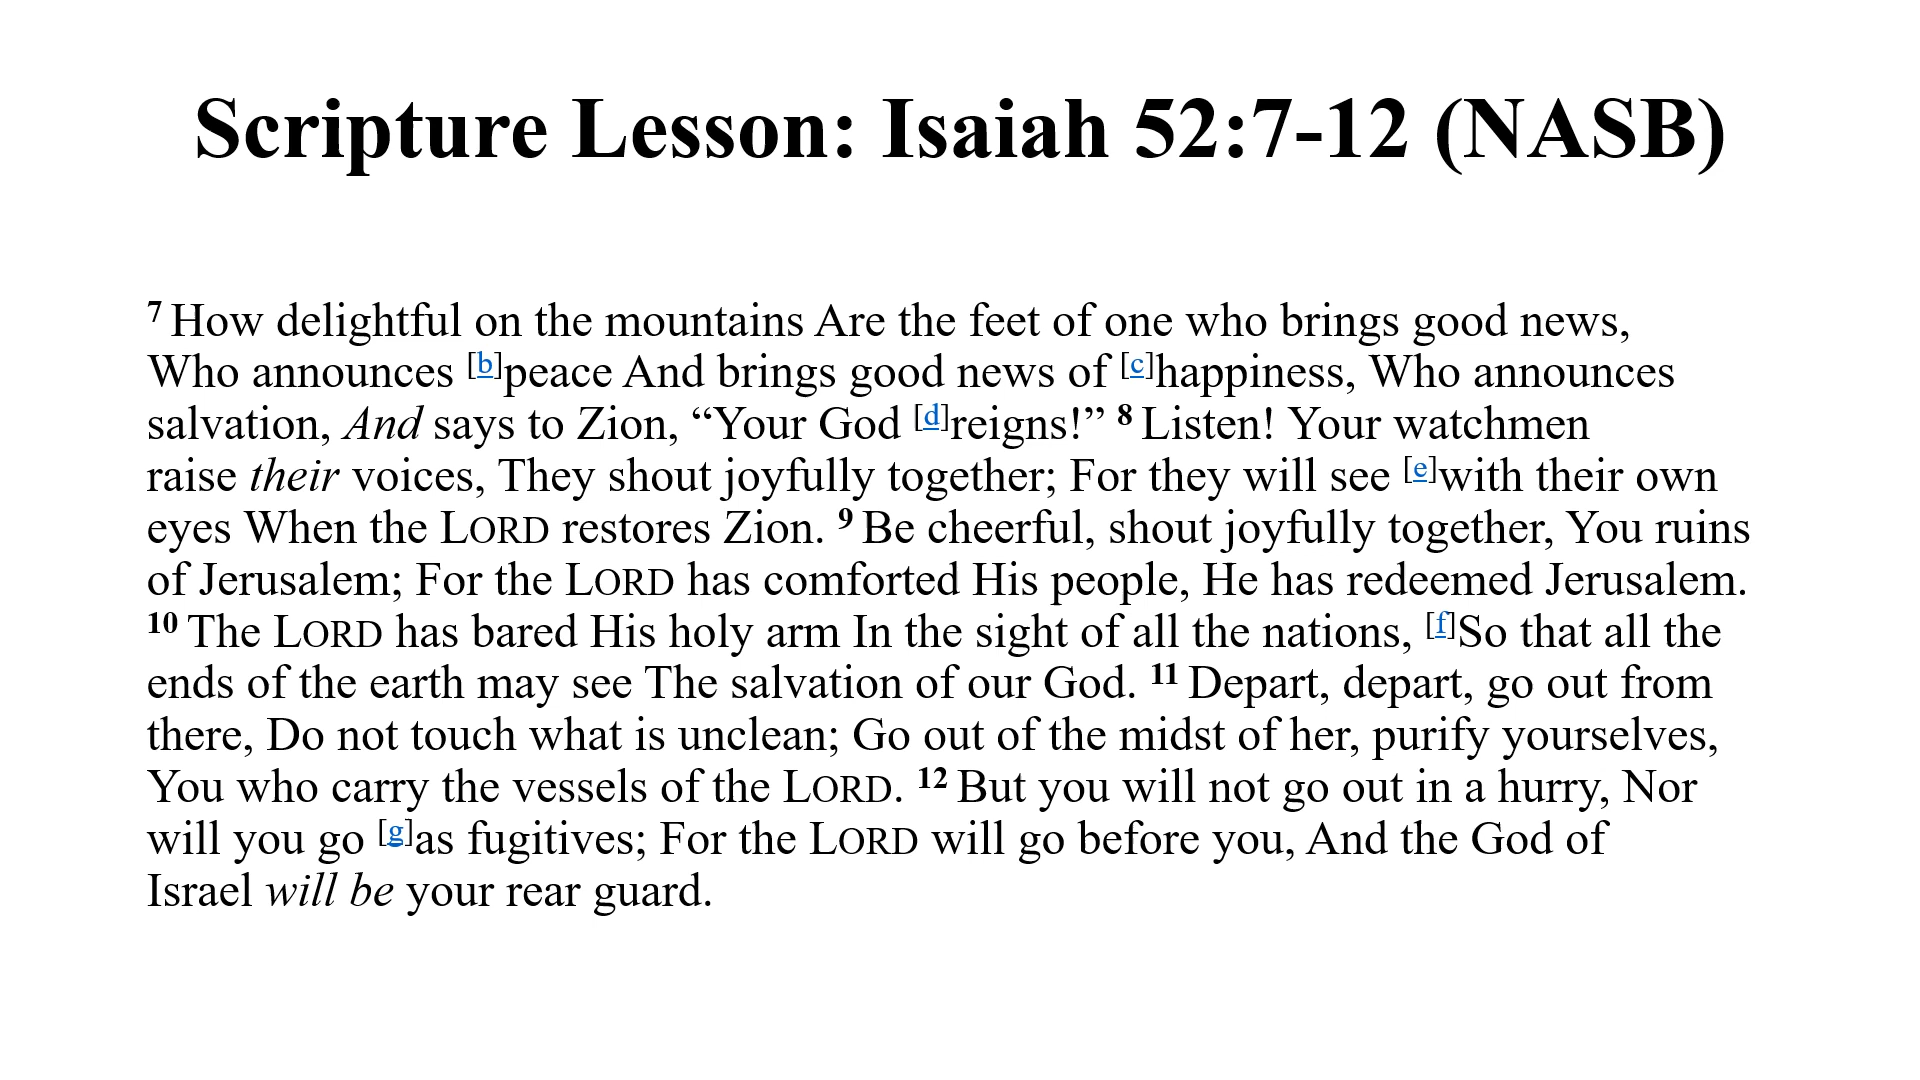 Scripture Lesson: Isaiah 52:7-12 (NASB)
7 How delightful on the mountains Are the feet of one who brings good news,
Who announces [b]peace And brings good news of [c]happiness, Who announces
salvation, And says to Zion, “Your God [d]reigns!” 8 Listen! Your watchmen
raise their voices, They shout joyfully together; For they will see [e]with their own
eyes When the LORD restores Zion. 9 Be cheerful, shout joyfully together, You ruins
of Jerusalem; For the LORD has comforted His people, He has redeemed Jerusalem.
10 The LORD has bared His holy arm In the sight of all the nations, [f]So that all the
ends of the earth may see The salvation of our God. 11 Depart, depart, go out from
there, Do not touch what is unclean; Go out of the midst of her, purify yourselves,
You who carry the vessels of the LORD. 12 But you will not go out in a hurry, Nor
will you go [g]as fugitives; For the LORD will go before you, And the God of
Israel will be your rear guard.